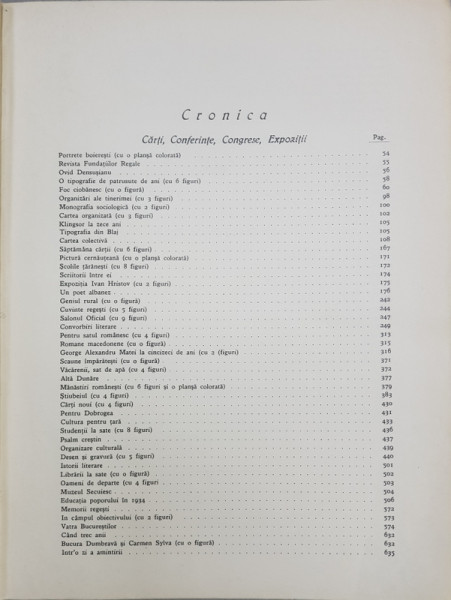 Cronica
Cărți, Conferințe, Congrese, Expoziții Pag.
Portrete buierești (cu o planșă colorată) 54
Revista Fondațiilor Regale 55
Ovid Densușianu 56
O tipografie de patruzute de ani (cu 6 figuri) 58
Foc ciobănesc (cu o figură) 60
Organizări ale tineretmei (cu 3 figuri) 98
Monografia sociologică (cu 2 figuri) 100
Cartea organizată (cu 3 figuri) 102
Klingsor la zece ani 105
Tipografia din Blaj 105
Cartea colectivă 108
Săptămâna cărții (cu 6 figuri) 167
Pictură cernăuțeană (cu o planșă colorată) 171
Școlile țărănești (cu 8 figuri) 172
Scriitorii între ei 174
Expoziția Ivan Hristov (cu 2 figuri) 175
Un poet albanez 176
Geniul rural (cu o figură) 242
Cuviste regești (cu 5 figuri) 244
Salonul Oficial (cu 9 figuri) 247
Convorbiri literare 249
Pentru satul românesc (cu 4 figuri) 313
Romane macedonene (cu o figură) 315
George Alexandru Matei la cincizeci de ani (cu 2 (figuri) 316
Scaune împărătești (cu o figură) 371
Văcărenii, sat de apă (cu 4 figuri) 372
Altă Dunăre 377
Mănăstiri românești (cu 6 figuri și o planșă colorată) 379
Știubeiul (cu 4 figuri) 383
Cărți noui (cu 4 figuri) 430
Pentru Dobrogea 431
Cultura pentru țară 433
Studenții la sate (cu 8 figuri) 436
Psalm creștin 437
Organizare culturală 439
Desen și gravură (cu 5 figuri) 440
Istorii literare 501
Librării la sate (cu o figură) 502
Oameni de departe (cu 4 figuri 503
Muzeul Secuiesc 504
Educația poporului în 1934 506
Memorii regești 572
In câmpul obiectivului (cu 2 figuri) 573
Vatra Bucureștilor 574
Când trec anii 632
Bucura Dumbeavă și Carmen Sylva (cu o figură) 632
Intr'o zi a amintirii 635